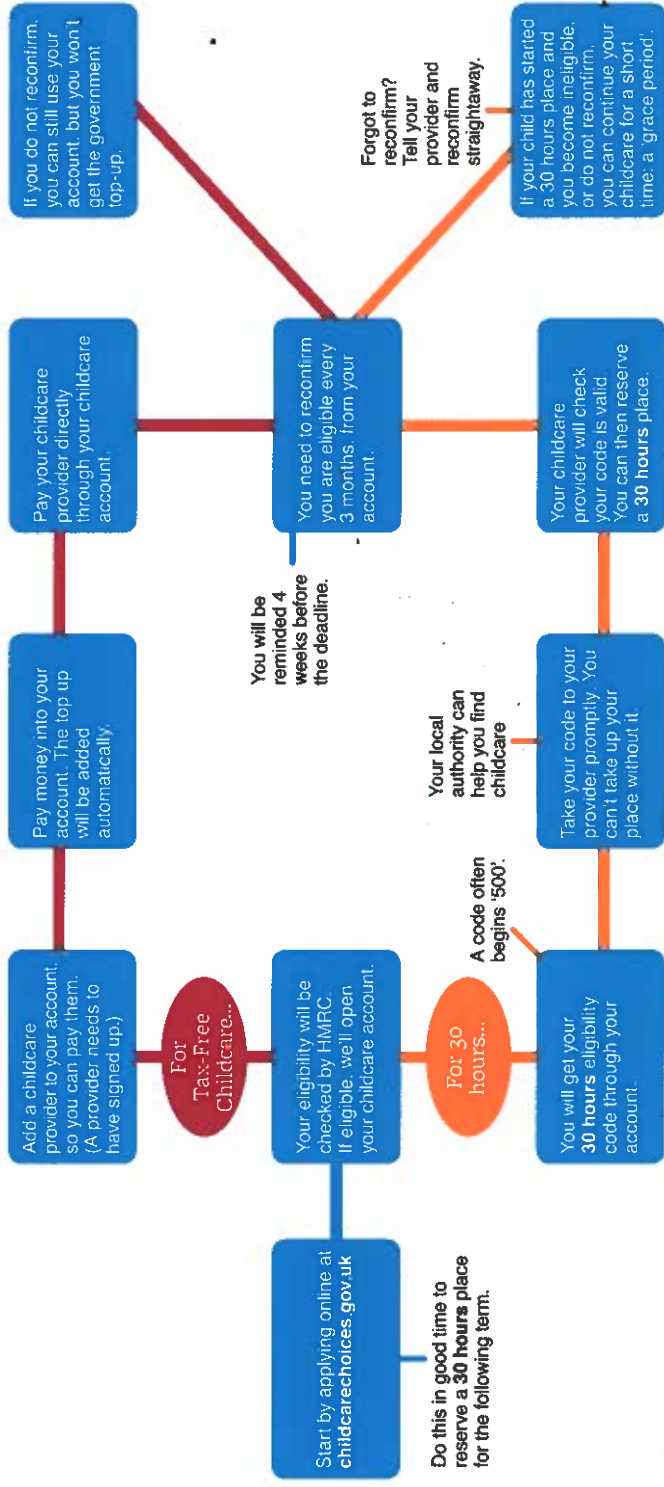 Start by applying online at
childcarechoices.gov.uk
Do this in good time to
reserve a 30 hours place
for the following term.
Your eligibility will be
checked by HMRC.
If eligible, we'll open
your childcare account.
For
Tax-Free
Childcare...
Add a childcare
provider to your account,
so you can pay them.
(A provider needs to
have signed up.)
Pay money into your
account. The top up
will be added
automatically.
Pay your childcare
provider directly
through your childcare
account.
For 30
hours...
You will get your
30 hours eligibility
code through your
account.
A code often
begins '500'.
Take your code to your
provider promptly. You
can't take up your
place without it.
Your local
authority can
help you find
childcare
Your childcare
provider will check
your code is valid.
You can then reserve
a 30 hours place.
You need to reconfirm
you are eligible every
3 months, from your
account.
You will be
reminded 4
weeks before
the deadline.
If you do not reconfirm,
you can still use your
account, but you won't
get the government
top-up.
Forgot to
reconfirm?
Tell your
provider and
reconfirm
straightaway.
If your child has started
a 30 hours place and
you become ineligible,
or do not reconfirm,
you can continue your
childcare for a short
time: a 'grace period'.